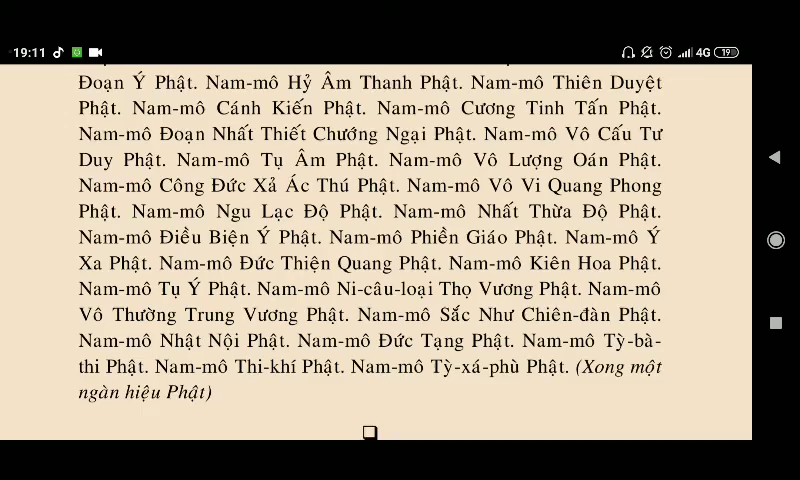 19:11
4G 19
Đoạn Ý Phật. Nam-mô Hỷ Âm Thanh Phật. Nam-mô Thiên Duyệt
Phật. Nam-mô Cánh Kiến Phật. Nam-mô Cương Tinh Tấn Phật.
Nam-mô Đoạn Nhất Thiết Chướng Ngại Phật. Nam-mô Vô Cấu Tư
Duy Phật. Nam-mô Tụ Âm Phật. Nam-mô Vô Lượng Oán Phật.
Nam-mô Công Đức Xả Ác Thú Phật. Nam-mô Vô Vi Quang Phong
Phật. Nam-mô Ngu Lạc Độ Phật. Nam-mô Nhất Thừa Độ Phật.
Nam-mô Điều Biện Ý Phật. Nam-mô Phiền Giáo Phật. Nam-mô Ý
Xa Phật. Nam-mô Đức Thiện Quang Phật. Nam-mô Kiên Hoa Phật.
Nam-mô Tụ Ý Phật. Nam-mô Ni-câu-loại Thọ Vương Phật. Nam-mô
Vô Thường Trung Vương Phật. Nam-mô Sắc Như Chiên-đàn Phật.
Nam-mô Nhật Nội Phật. Nam-mô Đức Tạng Phật. Nam-mô Tỳ-bà-
thi Phật. Nam-mô Thi-khí Phật. Nam-mô Tỳ-xá-phù Phật. (Xong một
ngàn hiệu Phật)